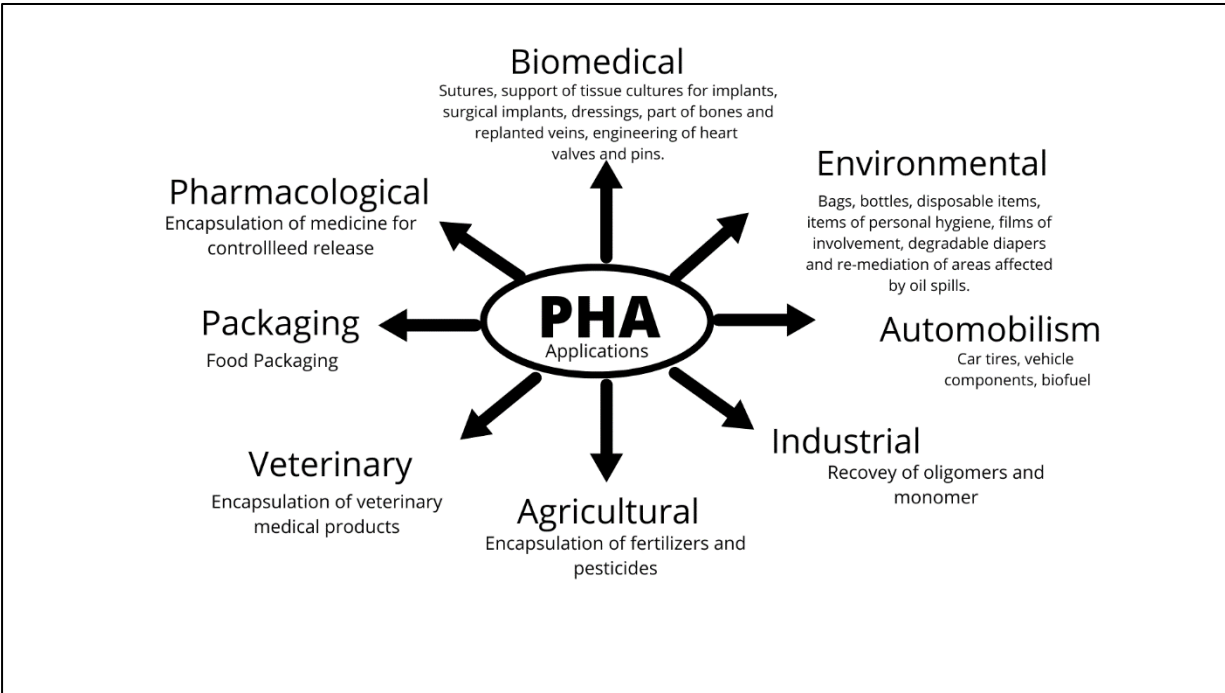 Biomedical
Sutures, support of tissue cultures for implants,
surgical implants, dressings, part of bones and
replanted veins, engineering of heart
valves and pins.
Environmental
Bags, bottles, disposable items,
items of personal hygiene, films of
involvement, degradable diapers
and re-mediation of areas affected
by oil spills.
Pharmacological
Encapsulation of medicine for
controllleed release
PHA
Applications
Packaging
Food Packaging
Automobilism
Car tires, vehicle
components, biofuel
Industrial
Recovey of oligomers and
monomer
Veterinary
Encapsulation of veterinary
medical products
Agricultural
Encapsulation of fertilizers and
pesticides